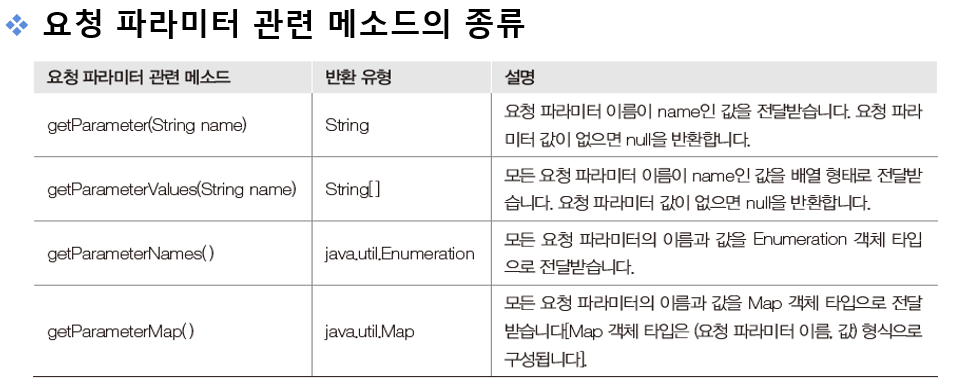 ❖ 요청 파라미터 관련 메소드의 종류
요청 파라미터 관련 메소드 반환 유형 설명
getParameter(String name) String 요청 파라미터 이름이 name인 값을 전달받습니다. 요청 파라
미터 값이 없으면 null을 반환합니다.
getParameterValues(String name) String[ ] 모든 요청 파라미터 이름이 name인 값을 배열 형태로 전달받
습니다. 요청 파라미터 값이 없으면 null을 반환합니다.
getParameterNames( ) java.util.Enumeration 모든 요청 파라미터의 이름과 값을 Enumeration 객체 타입
으로 전달받습니다.
getParameterMap( ) java.util.Map 모든 요청 파라미터의 이름과 값을 Map 객체 타입으로 전달
받습니다[Map 객체 타입은 (요청 파라미터 이름, 값) 형식으로
구성됩니다].